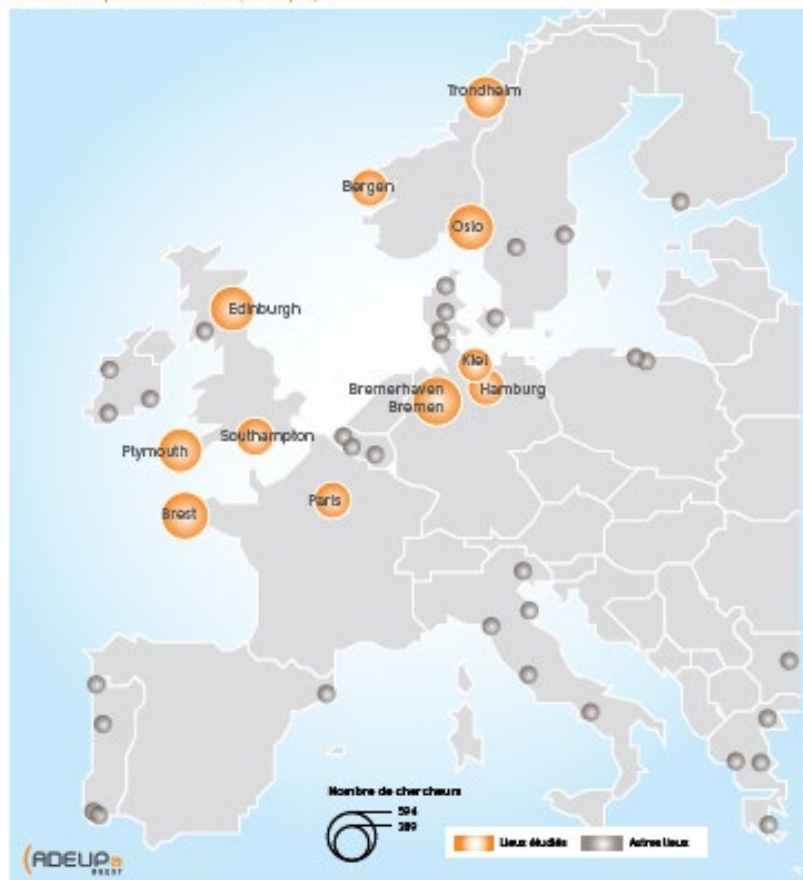 Trondheim
Bergen
Oslo
Edinburgh
Kiel
Bremerhaven
Hamburg
Bremen
Southampton
Plymouth
Paris
Brest
Nombre de chercheurs
594
289
Lieux étudiés
Autres lieux
ADEUPa
BREST